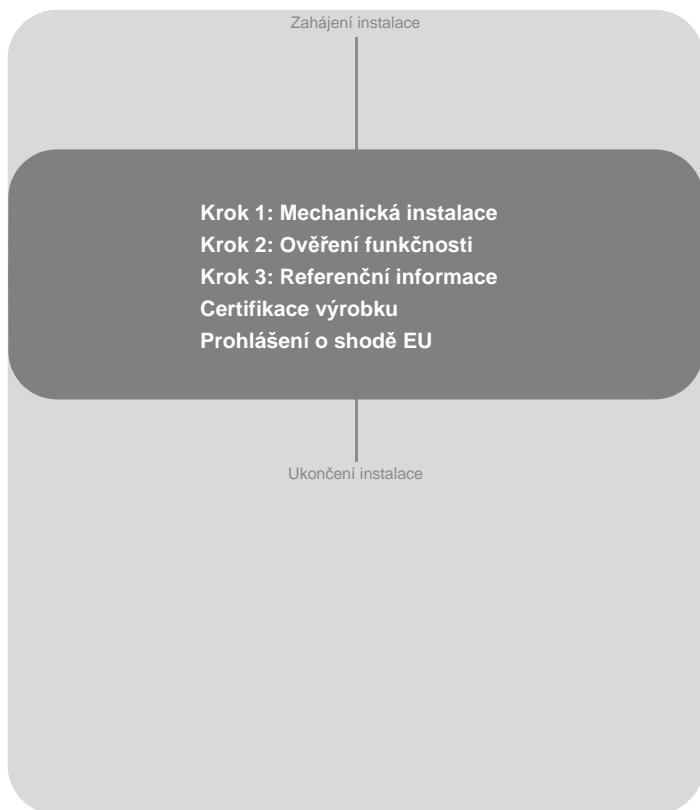 Zahájení instalace
Krok 1: Mechanická instalace
Krok 2: Ověření funkčnosti
Krok 3: Referenční informace
Certifikace výrobku
Prohlášení o shodě EU
Ukončení instalace